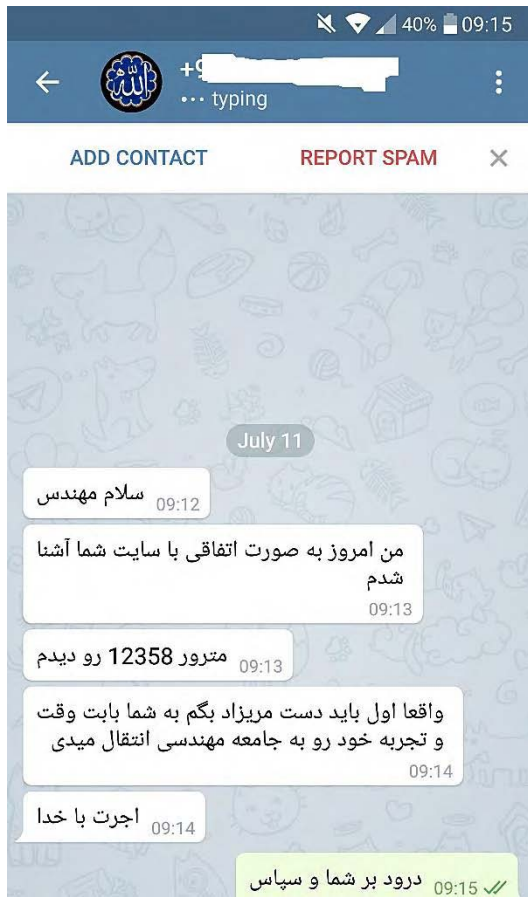 40% 09:15
+9
typing
ADD CONTACT
REPORT SPAM
July 11
سلام مهندس
09:12
من امروز به صورت اتفاقی با سایت شما آشنا
شدم
09:13
مترور 12358 رو دیدم
09:13
واقعا اول باید دست مریزاد بگم به شما بابت وقت
و تجربه خود رو به جامعه مهندسی انتقال میدی
09:14
اجرت با خدا
09:14
درود بر شما و سپاس
09:15